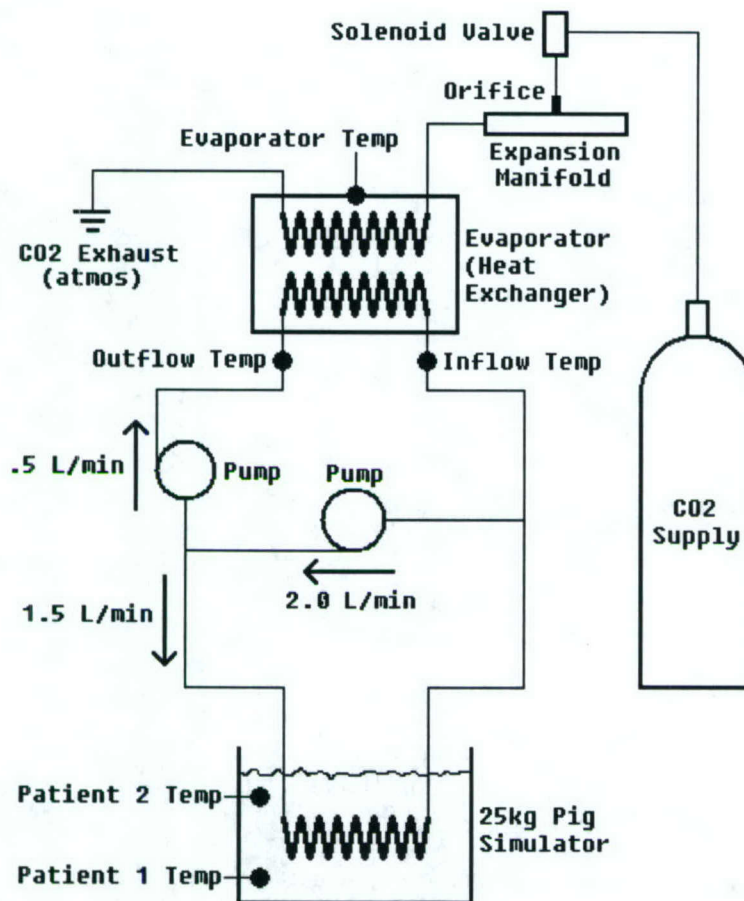 Solenoid Valve
Orifice
Expansion
Manifold
Evaporator Temp
CO2 Exhaust
(atmos)
Evaporator
(Heat
Exchanger)
Outflow Temp
Inflow Temp
.5 L/min
Pump
Pump
CO2
Supply
2.0 L/min
1.5 L/min
Patient 2 Temp
25kg Pig
Simulator
Patient 1 Temp